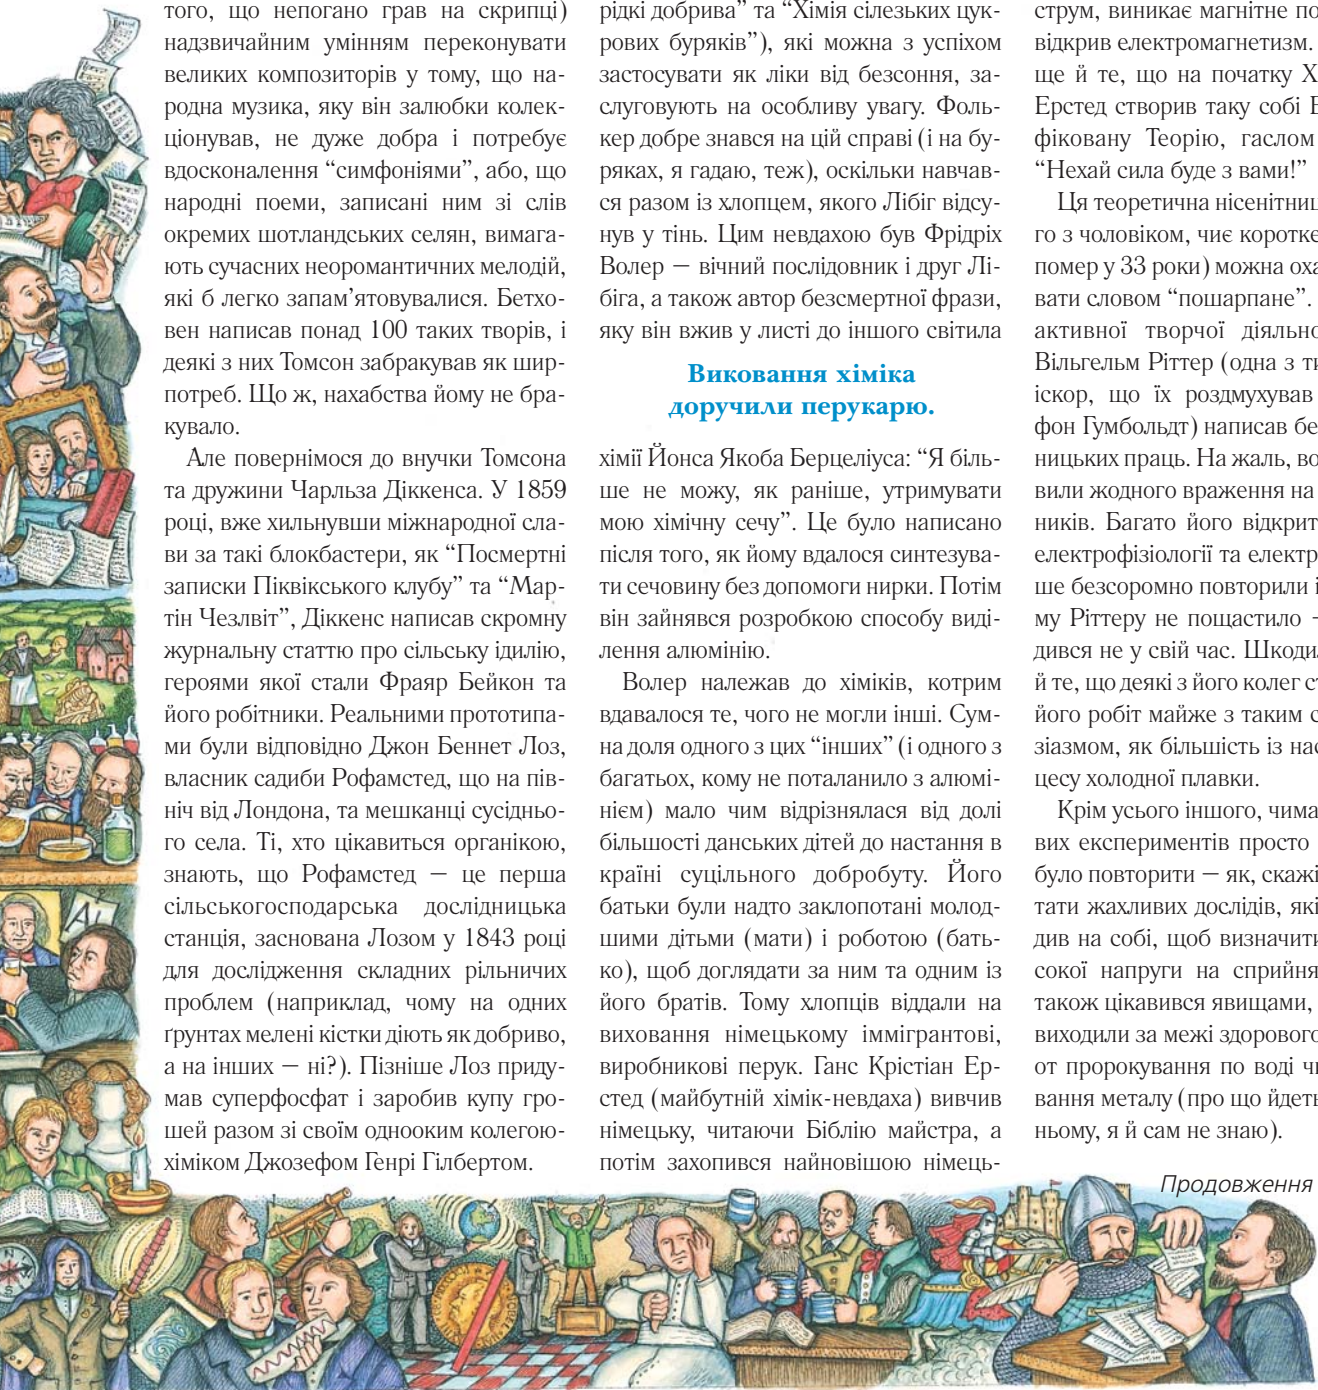 того, що непогано грав на скрипці)
надзвичайним умінням переконувати
великих композиторів у тому, що на-
родна музика, яку він залюбки колек-
ціонував, не дуже добра і потребує
вдосконалення “симфоніями”, або, що
народні поеми, записані ним зі слів
окремих шотландських селян, вимага-
ють сучасних неоромантичних мелодій,
які б легко запам’ятовувалися. Бетхо-
вен написав понад 100 таких творів, і
деякі з них Томсон забракував як шир-
потреб. Що ж, нахабства йому не бра-
кувало.
Але повернімося до внучки Томсона
та дружини Чарльза Діккенса. У 1859
році, вже хильнувши міжнародної сла-
ви за такі блокбастери, як “Посмертні
записки Піквікського клубу” та “Мар-
тін Чезлвіт”, Діккенс написав скромну
журнальну статтю про сільську ідилію,
героями якої стали Фраяр Бейкон та
його робітники. Реальними прототипа-
ми були відповідно Джон Беннет Лоз,
власник садиби Рофамстед, що на пів-
ніч від Лондона, та мешканці сусідньо-
го села. Ті, хто цікавиться органікою,
знають, що Рофамстед — це перша
сільськогосподарська дослідницька
станція, заснована Лозом у 1843 році
для дослідження складних рільничих
проблем (наприклад, чому на одних
ґрунтах мелені кістки діють як добриво,
а на інших — ні?). Пізніше Лоз приду-
мав суперфосфат і заробив купу гро-
шей разом зі своїм однооким колегою-
хіміком Джозефом Генрі Гілбертом.
рідкі добрива” та “Хімія сілезьких цук-
рових буряків”), які можна з успіхом
застосувати як ліки від безсоння, за-
слуговують на особливу увагу. Фоль-
кер добре знався на цій справі (і на бу-
ряках, я гадаю, теж), оскільки навчав-
ся разом із хлопцем, якого Лібіг відсу-
нув у тінь. Цим невдахою був Фрідріх
Волер — вічний послідовник і друг Лі-
біга, а також автор безсмертної фрази,
яку він вжив у листі до іншого світила
Виковання хіміка
доручили перукарю.
хімії Йонса Якоба Берцеліуса: “Я біль-
ше не можу, як раніше, утримувати
мою хімічну сечу”. Це було написано
після того, як йому вдалося синтезува-
ти сечовину без допомоги нирки. Потім
він зайнявся розробкою способу виді-
лення алюмінію.
Волер належав до хіміків, котрим
вдавалося те, чого не могли інші. Сум-
на доля одного з цих “інших” (і одного з
багатьох, кому не поталанило з алюмі-
нієм) мало чим відрізнялася від долі
більшості данських дітей до настання в
країні суцільного добробуту. Його
батьки були надто заклопотані молод-
шими дітьми (мати) і роботою (бать-
ко), щоб доглядати за ним та одним із
його братів. Тому хлопців віддали на
виховання німецькому іммігрантові,
виробникові перук. Ганс Крістіан Ер-
стед (майбутній хімік-невдаха) вивчив
німецьку, читаючи Біблію майстра, а
потім захопився найновішою німець-
струм, виникає магнітне по
відкрив електромагнетизм.
ще й те, що на початку X
Ерстед створив таку собі
фіковану Теорію, гаслом
“Нехай сила буде з вами!”
Ця теоретична нісенітниц
го з чоловіком, чиє коротке
помер у 33 роки) можна оха
вати словом “пошарпане”.
активної творчої діяльно
Вільгельм Ріттер (одна з ти
іскор, що їх роздмухував
фон Гумбольдт) написав бе
ницьких праць. На жаль, во
вили жодного враження на
ників. Багато його відкрит
електрофізіології та електр
ше безсоромно повторили і
му Ріттеру не пощастило –
дився не у свій час. Шкоди
й те, що деякі з його колег ст
його робіт майже з таким с
зіазмом, як більшість із нас
цесу холодної плавки.
Крім усього іншого, чима
вих експериментів просто
було повторити — як, скажі
тати жахливих дослідів, які
див на собі, щоб визначити
сокої напруги на сприйня
також цікавився явищами,
виходили за межі здорового
от пророкування по воді ч
вання металу (про що йдеть
ньому, я й сам не знаю).
Продовження
Al
N
S